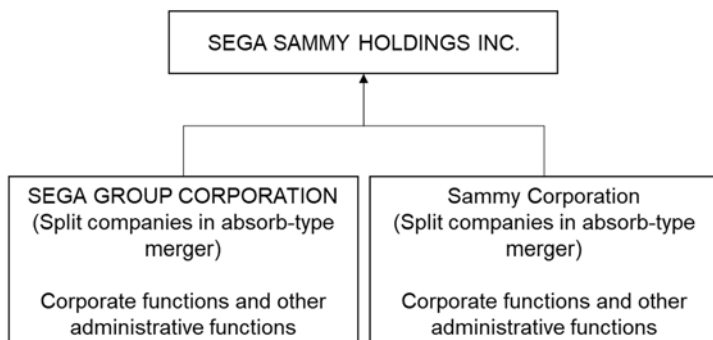 SEGA SAMMY HOLDINGS INC.
SEGA GROUP CORPORATION
(Split companies in absorb-type
merger)
Corporate functions and other
administrative functions
Sammy Corporation
(Split companies in absorb-type
merger)
Corporate functions and other
administrative functions